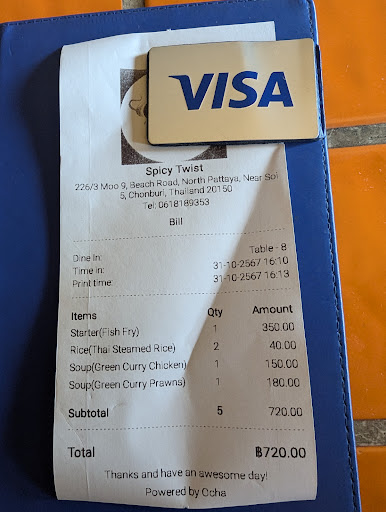 VISA
Spicy Twist
226/3 Moo 9, Beach Road, North Pattaya, Near Soi
5, Chonburi, Thailand 20150
Tel: 0618189353
Bill
Dine In: Table - 8
Time in: 31-10-2567 16:10
Print time: 31-10-2567 16:13
Items Qty Amount
Starter(Fish Fry) 1 350.00
Rice(Thai Steamed Rice) 2 40.00
Soup(Green Curry Chicken) 1 150.00
Soup(Green Curry Prawns) 1 180.00
Subtotal 5 720.00
Total ฿720.00
Thanks and have an awesome day!
Powered by Ocha